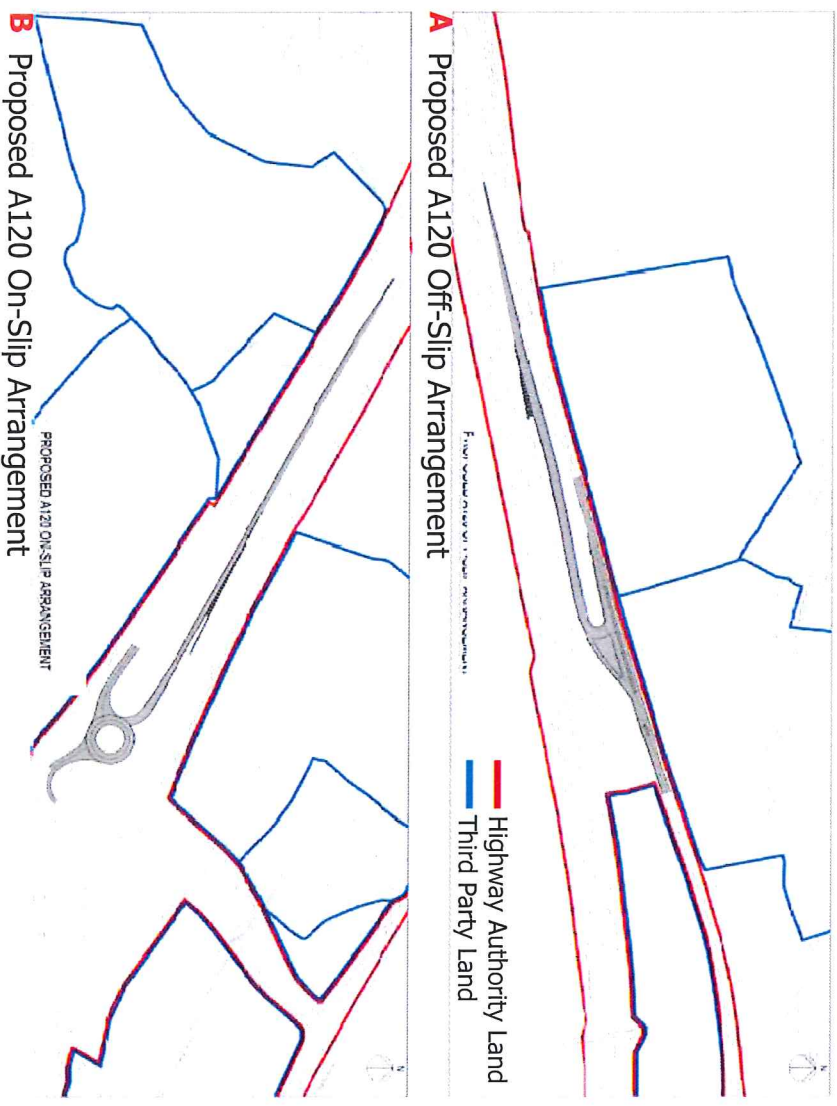 Highway Authority Land
Third Party Land
N
A Proposed A120 Off-Slip Arrangement
PROPOSED A120 ON-SLIP ARRANGEMENT
N
B Proposed A120 On-Slip Arrangement